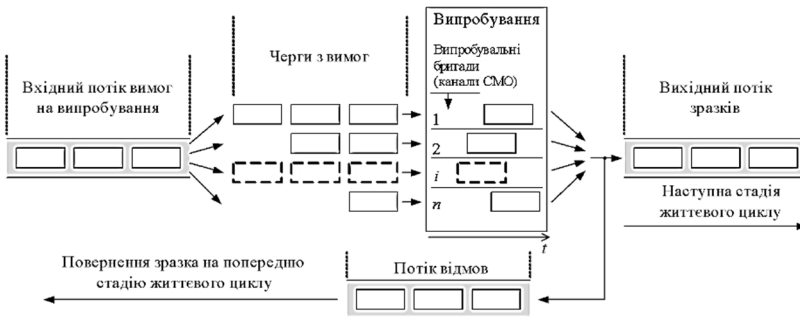 Вхідний потік вимог
на випробування
Черги з вимог
Випробування
Випробувальні
бригади
(канали СМО)
1
2
i
n
t
Вихідний потік
зразків
Наступна стадія
життєвого циклу
Повернення зразка на попередню
стадію життєвого циклу
Потік відмов